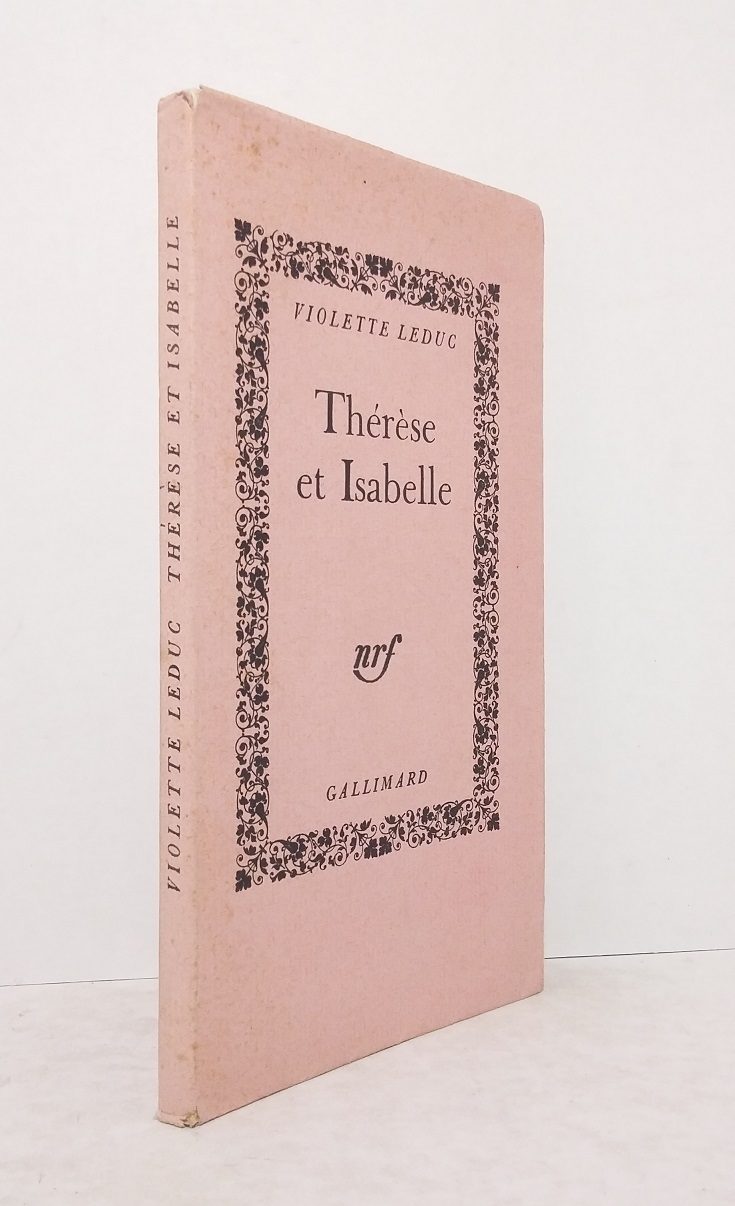 VIOLETTE LEDUC THÉRÈSE ET ISABELLE
VIOLETTE LEDUC
Thérèse
et Isabelle
nrf
GALLIMARD